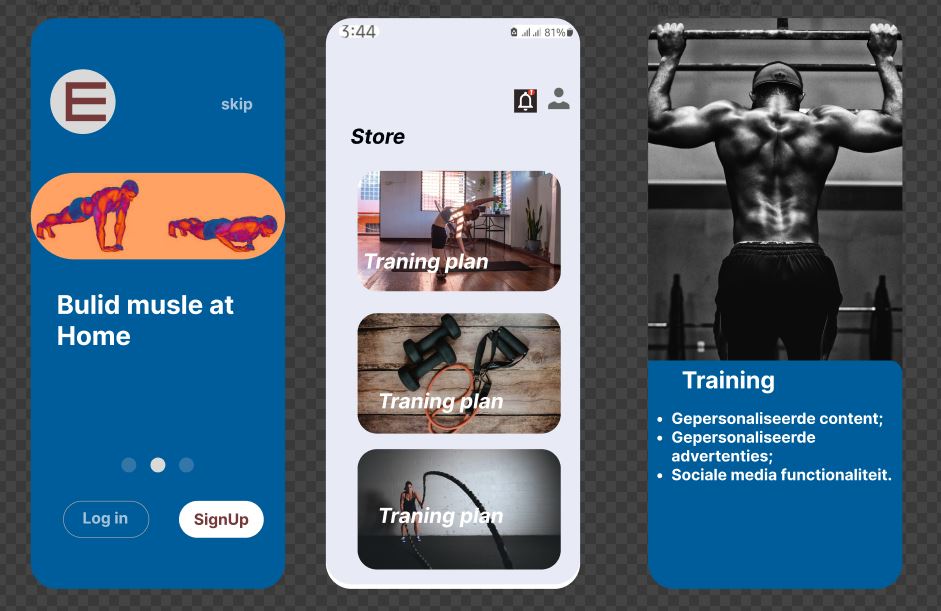 E
skip
Bulid musle at
Home
Log in
SignUp
3:44
81%
Store
Traning plan
Traning plan
Traning plan
Training
• Gepersonaliseerde content;
• Gepersonaliseerde
advertenties;
• Sociale media functionaliteit.